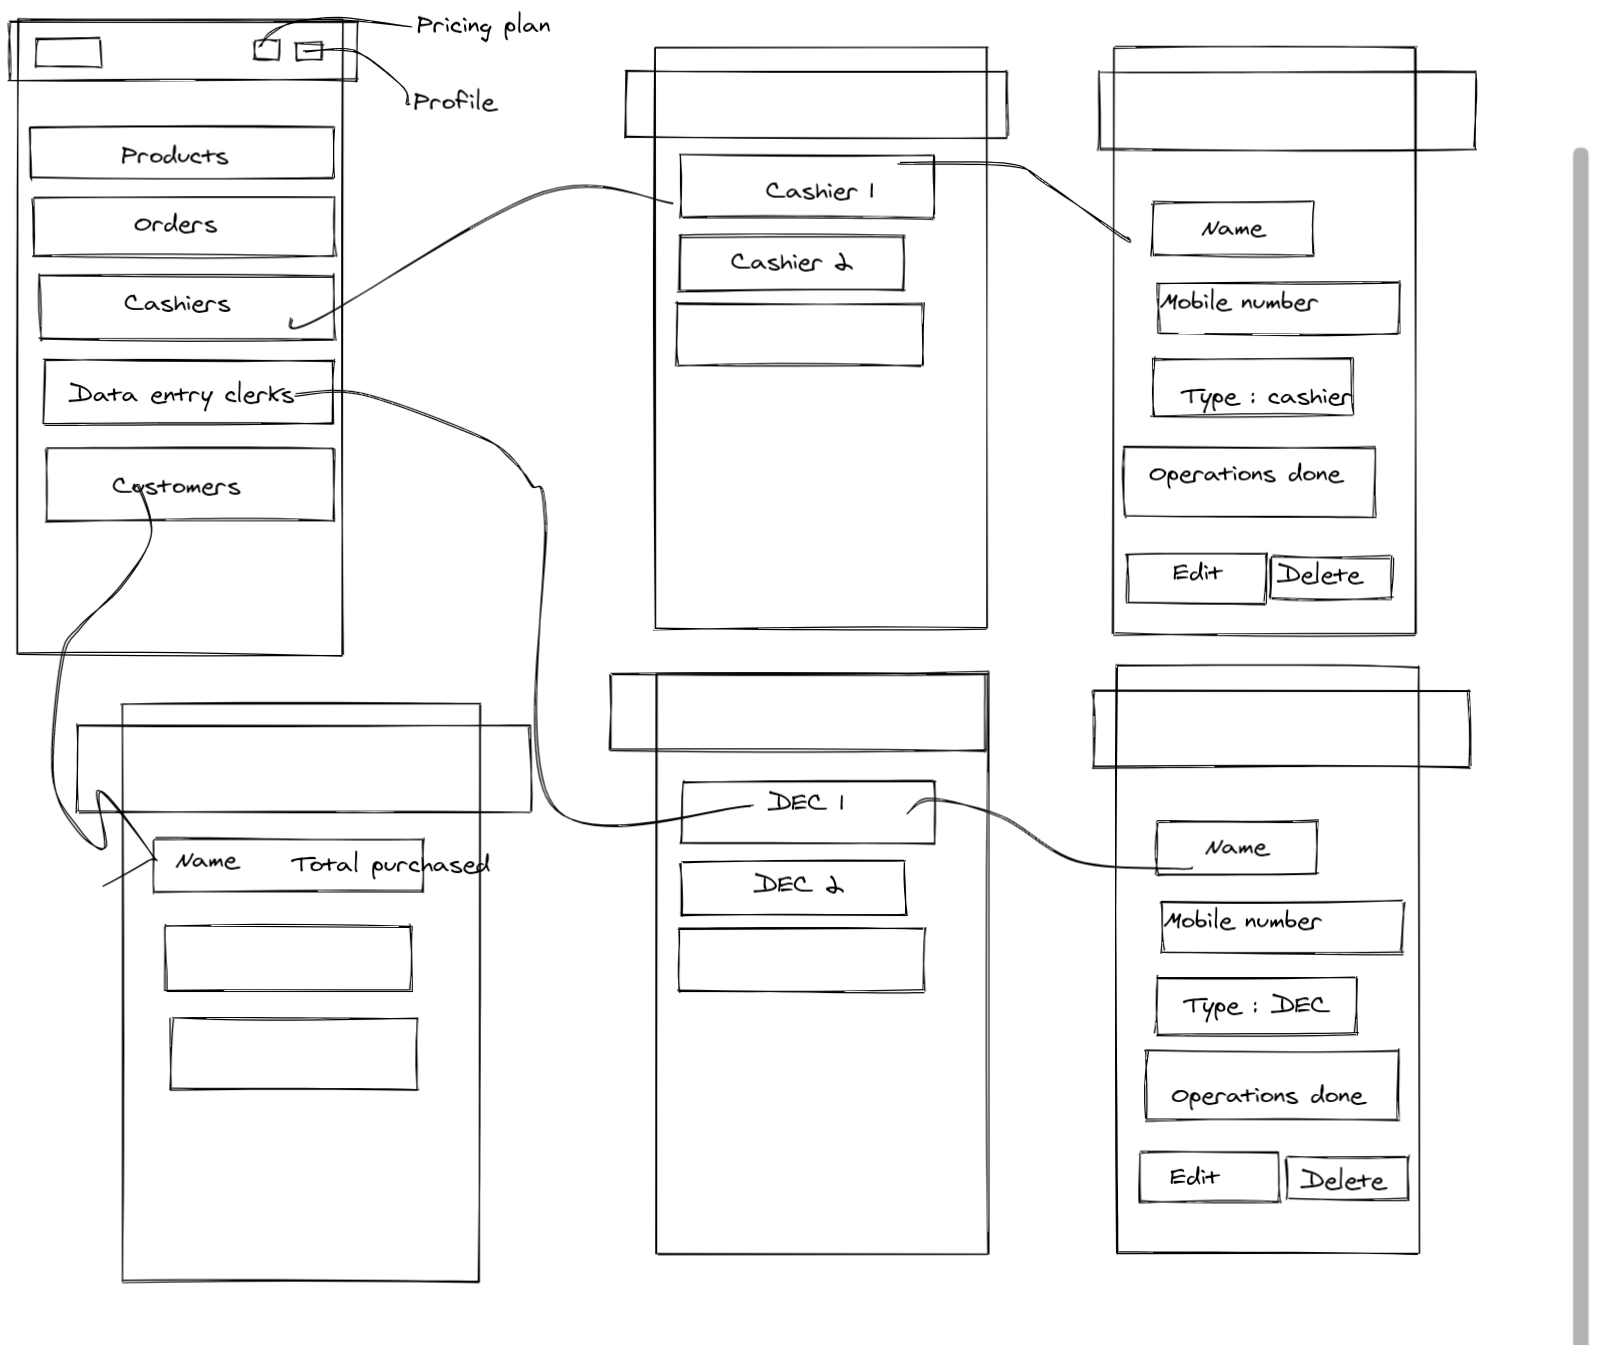 Pricing plan
Profile
Products
Orders
Cashiers
Data entry clerks
Customers
Cashier 1
Cashier 2
Name
Mobile number
Type : cashier
Operations done
Edit
Delete
Name Total purchased
DEC 1
DEC 2
Name
Mobile number
Type : DEC
Operations done
Edit
Delete